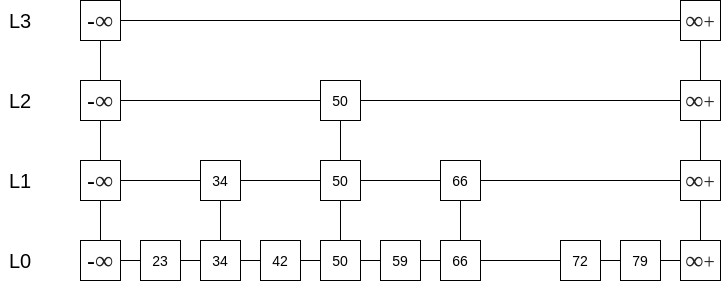 L3 -∞ ∞+
L2 -∞ 50 ∞+
L1 -∞ 34 50 66 ∞+
L0 -∞ 23 34 42 50 59 66 72 79 ∞+